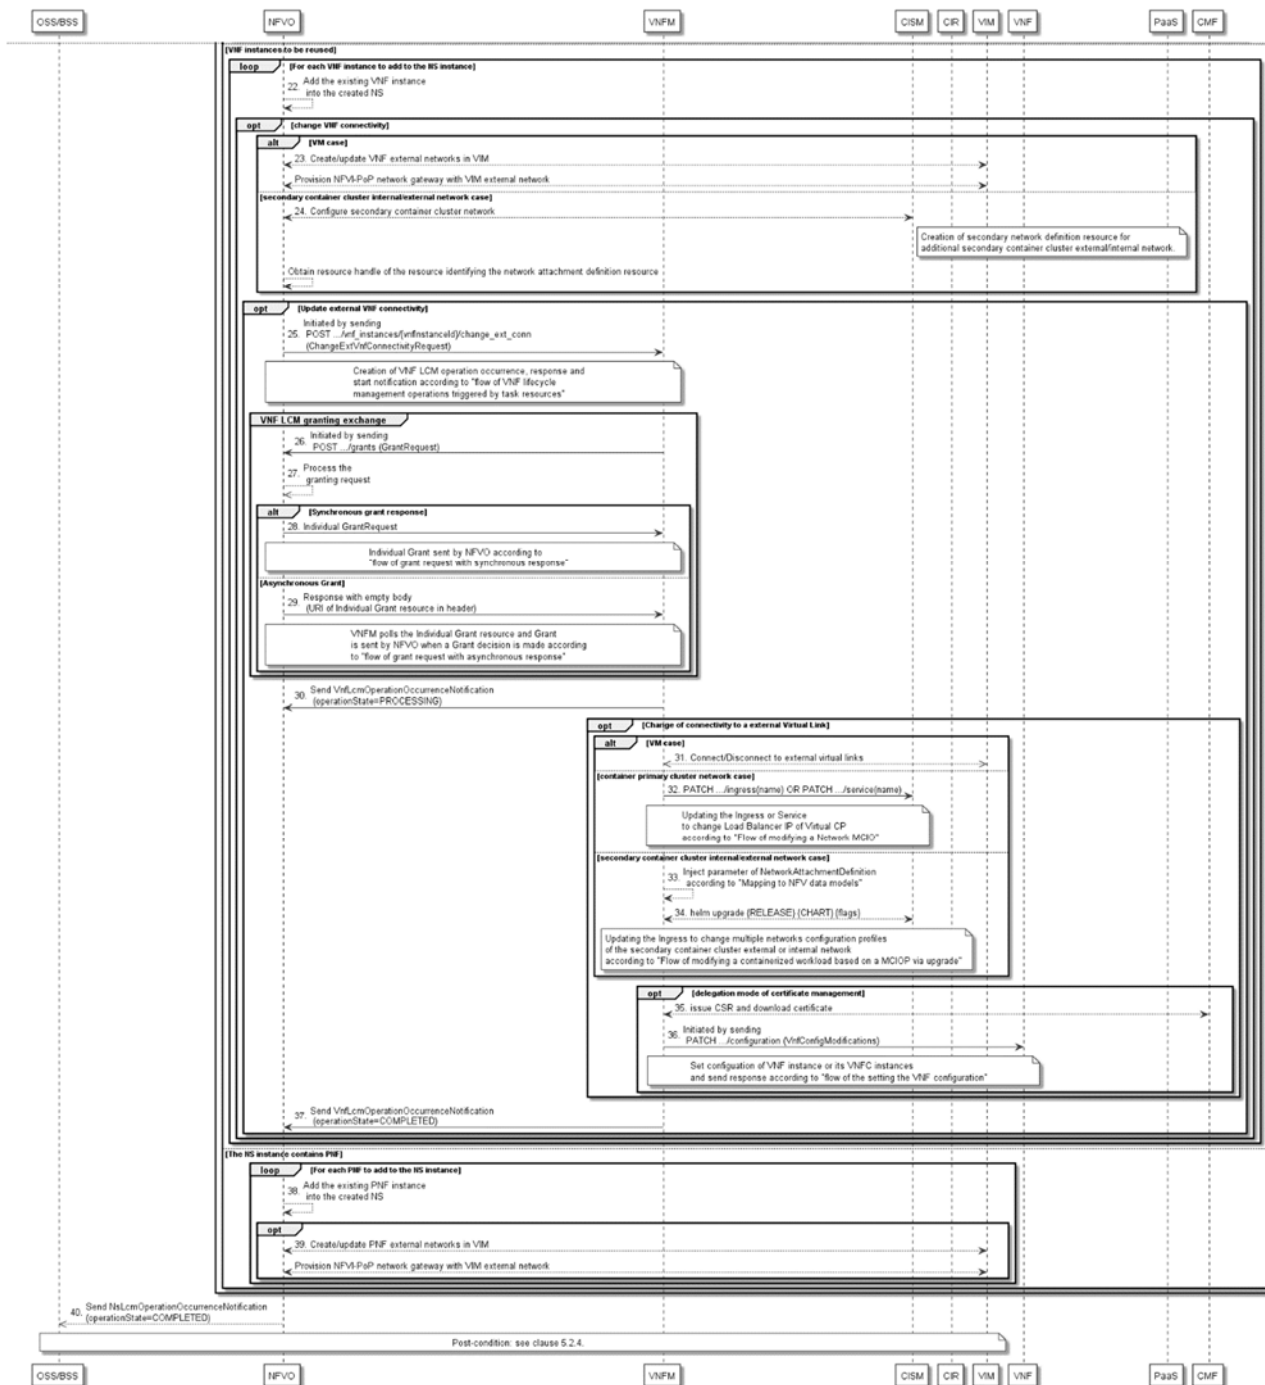 OSS/BSS NFVO VNFM CISM CIR VIM VNF PaaS CMF
[VNF instances to be reused]
loop [For each VNF instance to add to the NS instance]
22. Add the existing VNF instance
into the created NS
opt [change VNF connectivity]
alt [VM case]
23. Create/update VNF external networks in VIM
Provision NFVI-PoP network gateway with VIM external network
[secondary container cluster internal/external network case]
24. Configure secondary container cluster network
Creation of secondary network definition resource for
additional secondary container cluster external/internal network.
Obtain resource handle of the resource identifying the network attachment definition resource
opt [Update external VNF connectivity]
Initiated by sending
25. POST .../vnf_instances/{vnfInstanceId}/change_ext_conn
(ChangeExtVnfConnectivityRequest)
Creation of VNF LCM operation occurrence, response and
start notification according to "flow of VNF lifecycle
management operations triggered by task resources"
VNF LCM granting exchange
26. Initiated by sending
POST .../grants (GrantRequest)
27. Process the
granting request
alt [Synchronous grant response]
28. Individual GrantRequest
Individual Grant sent by NFVO according to
"flow of grant request with synchronous response"
[Asynchronous Grant]
29. Response with empty body
(URI of Individual Grant resource in header)
VNFM polls the Individual Grant resource and Grant
is sent by NFVO when a Grant decision is made according
to "flow of grant request with asynchronous response"
30. Send VnfLcmOperationOccurrenceNotification
(operationState=PROCESSING)
opt [Change of connectivity to a external Virtual Link]
alt [VM case]
31. Connect/Disconnect to external virtual links
[container primary cluster network case]
32. PATCH .../ingress(name) OR PATCH .../service(name)
Updating the Ingress or Service
to change Load Balancer IP of Virtual CP
according to "Flow of modifying a Network MCIO"
[secondary container cluster internal/external network case]
33. Inject parameter of NetworkAttachmentDefinition
according to "Mapping to NFV data models"
34. helm upgrade (RELEASE) (CHART) (flags)
Updating the Ingress to change multiple networks configuration profiles
of the secondary container cluster external or internal network
according to "Flow of modifying a containerized workload based on a MCIOP via upgrade"
opt [delegation mode of certificate management]
35. issue CSR and download certificate
36. Initiated by sending
PATCH .../configuration (VnfConfigModifications)
Set configuation of VNF instance or its VNFC instances
and send response according to "flow of the setting the VNF configuration"
37. Send VnfLcmOperationOccurrenceNotification
(operationState=COMPLETED)
[The NS instance contains PNF]
loop [For each PNF to add to the NS instance]
38. Add the existing PNF instance
into the created NS
opt
39. Create/update PNF external networks in VIM
Provision NFVI-PoP network gateway with VIM external network
40. Send NsLcmOperationOccurrenceNotification
(operationState=COMPLETED)
Post-condition: see clause 5.2.4.
OSS/BSS NFVO VNFM CISM CIR VIM VNF PaaS CMF